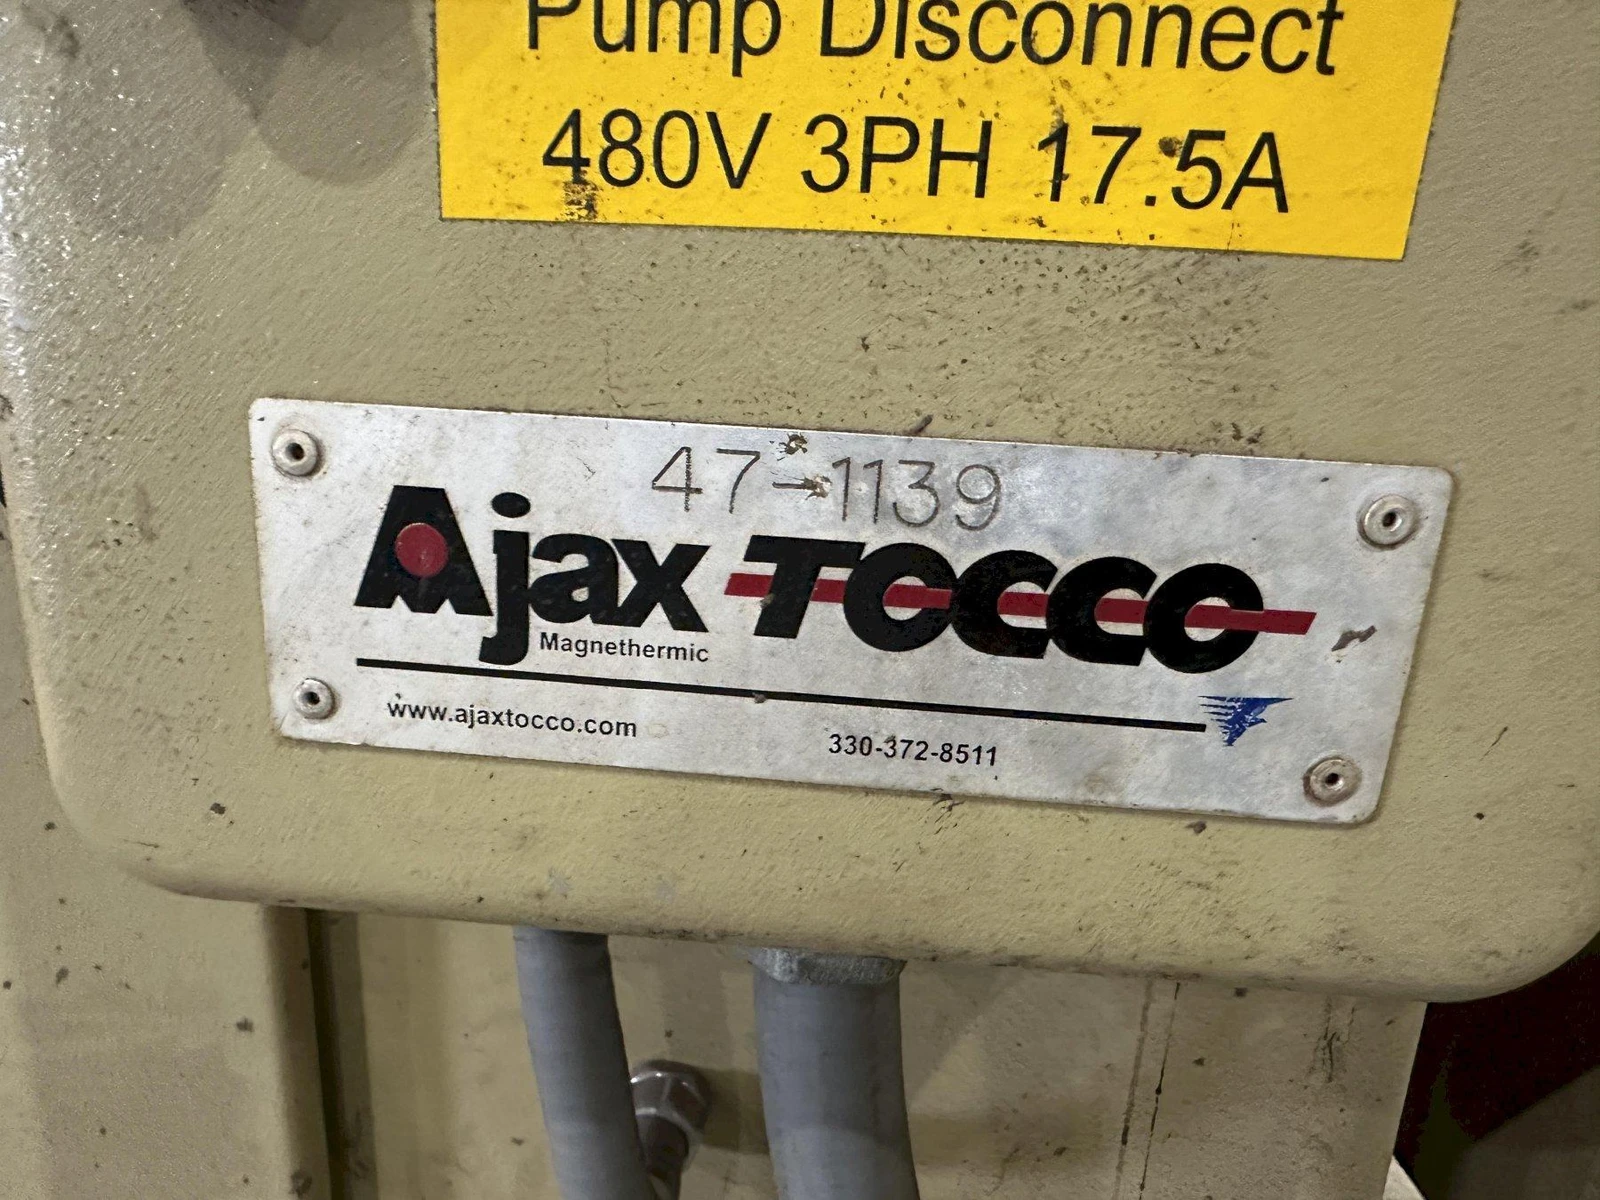 Pump Disconnect
480V 3PH 17.5A
47-1139
Ajax TOCCO
Magnethermic
www.ajaxtocco.com 330-372-8511